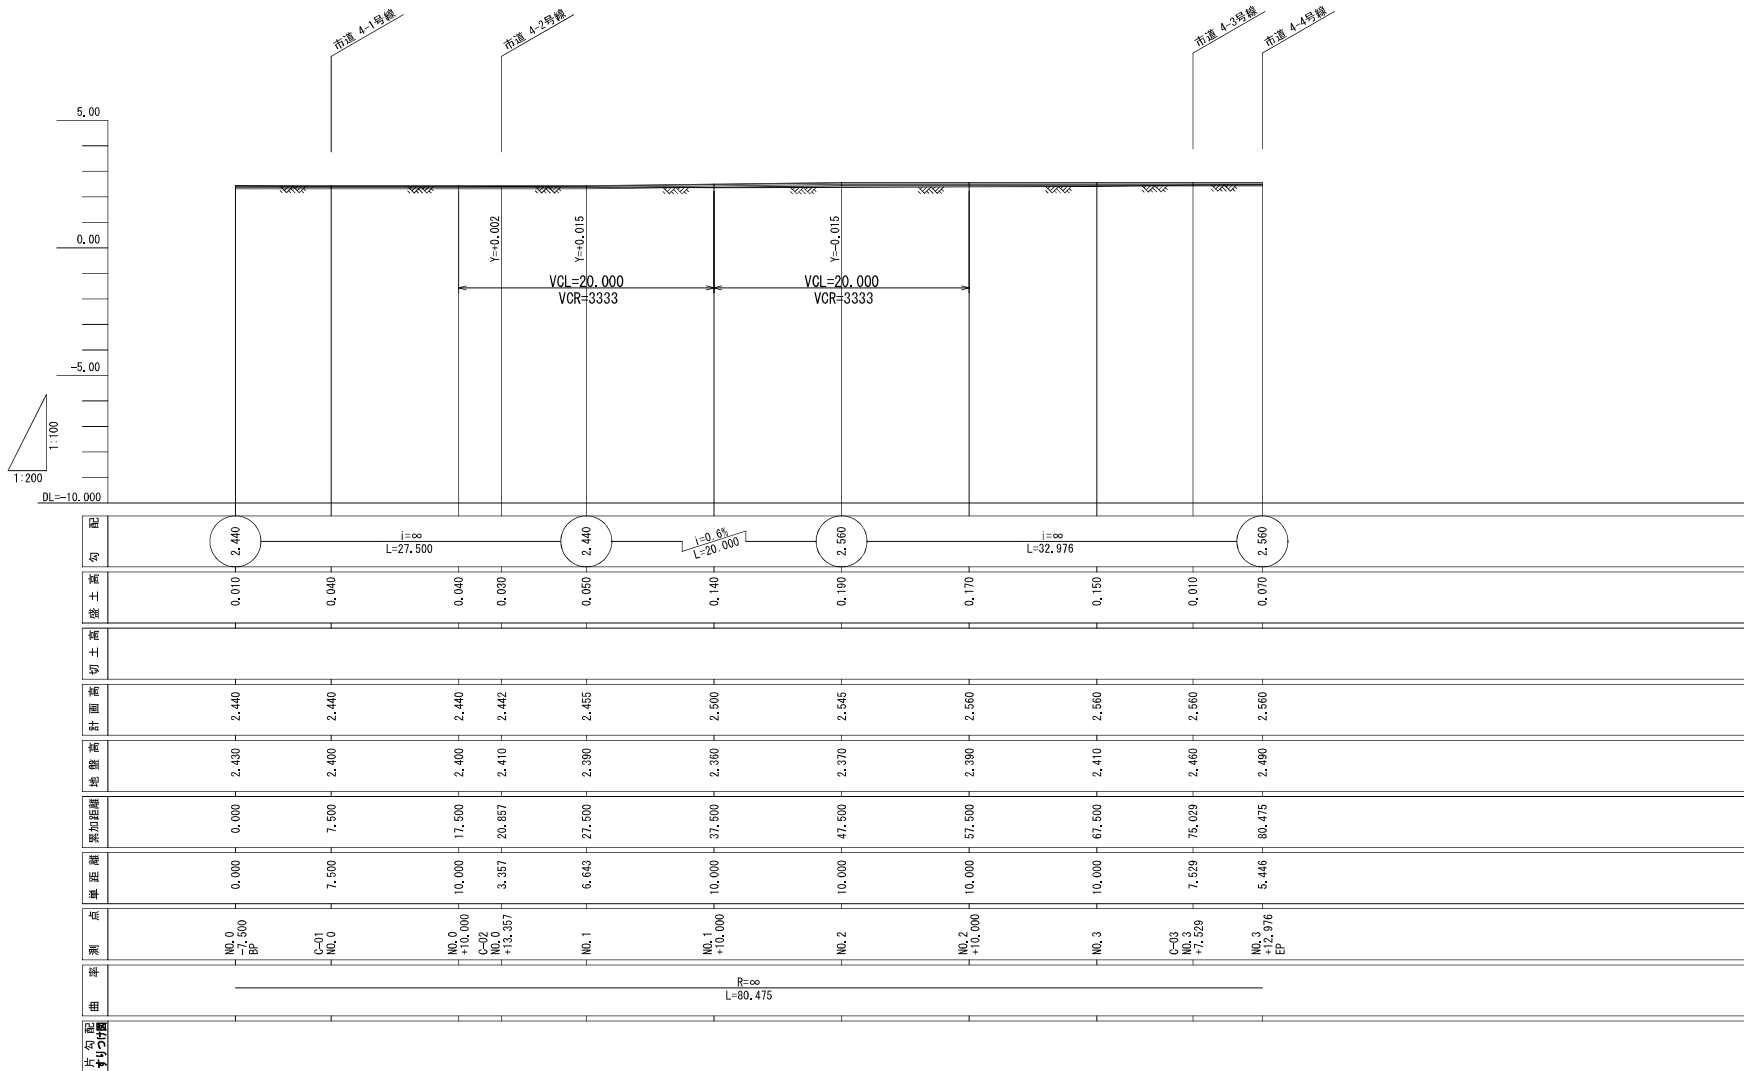 市道 4-1号線
市道 4-2号線
市道 4-3号線
市道 4-4号線
5.00
0.00
-5.00
DL=-10.000
1:100
1:200
Y=+0.002
Y=+0.015
Y=-0.015
VCL=20.000
VCR=3333
VCL=20.000
VCR=3333
勾配
2.440
i=∞
L=27.500
2.440
i=0.6%
L=20.000
2.560
i=∞
L=32.976
2.560
盛土高
0.010
0.040
0.040
0.030
0.050
0.140
0.190
0.170
0.150
0.010
0.070
切土高
計画高
2.440
2.440
2.440
2.442
2.455
2.500
2.545
2.560
2.560
2.560
2.560
地盤高
2.430
2.400
2.400
2.410
2.390
2.360
2.370
2.390
2.410
2.460
2.490
累加距離
0.000
7.500
17.500
20.857
27.500
37.500
47.500
57.500
67.500
75.029
80.475
単距離
0.000
7.500
10.000
3.357
6.643
10.000
10.000
10.000
10.000
7.529
5.446
測点
NO.0
-7.500
BP
C-01
NO.0
NO.0
+10.000
C-02
NO.0
+13.357
NO.1
NO.1
+10.000
NO.2
NO.2
+10.000
NO.3
C-03
NO.3
+7.529
NO.3
+12.976
EP
曲率
R=∞
L=80.475
片勾配
すりつけ図